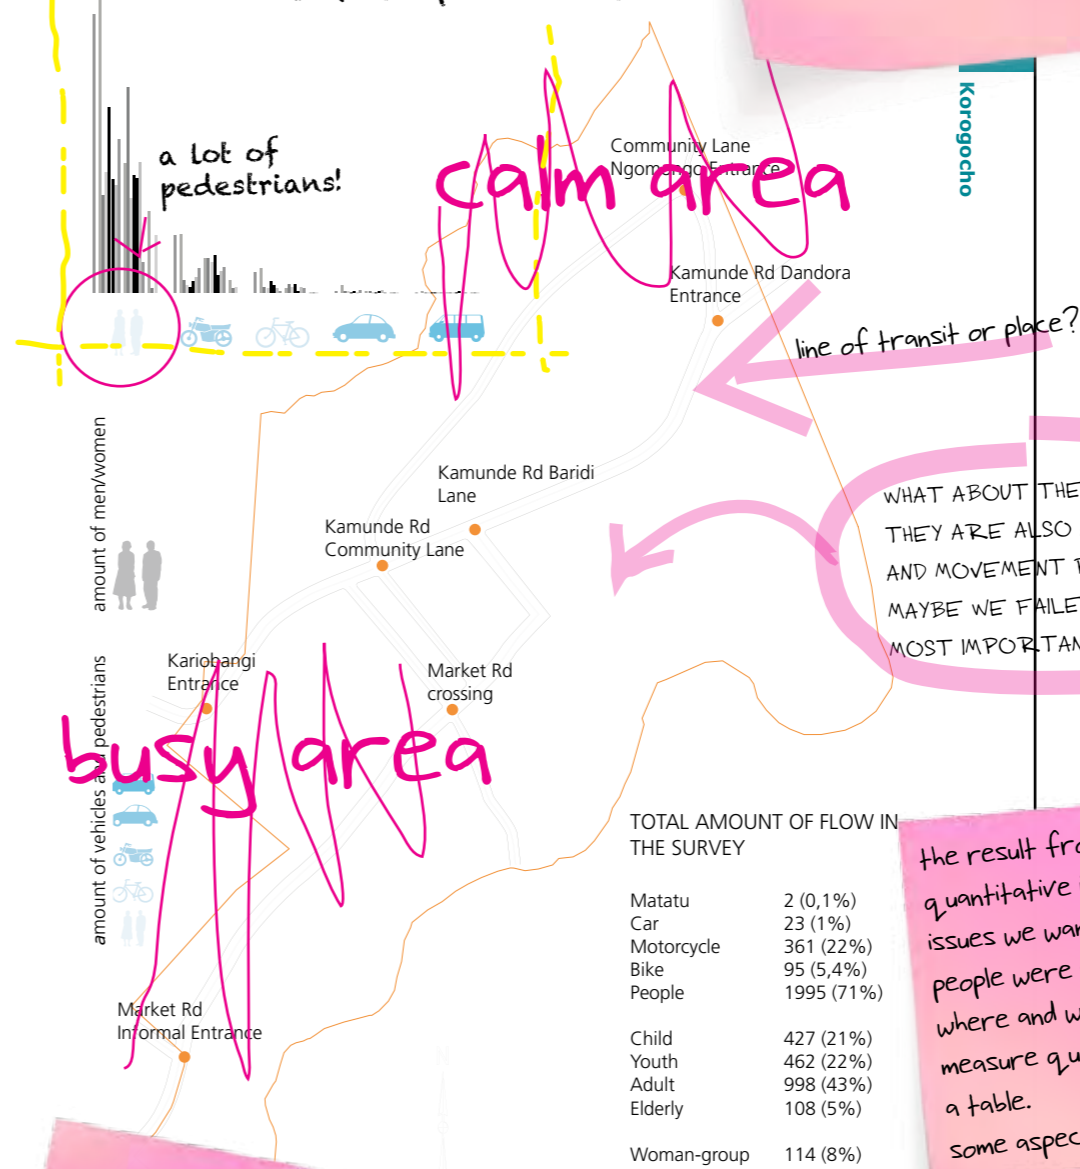 a lot of
pedestrians!
calm area
Community Lane
Ngomongo Entrance
Korogocho
Kamunde Rd Dandora
Entrance
line of transit or place?
amount of men/women
Kamunde Rd Baridi
Lane
Kamunde Rd
Community Lane
WHAT ABOUT THE
THEY ARE ALSO
AND MOVEMENT
MAYBE WE FAILE
MOST IMPORTAN
Kariobangi
Entrance
Market Rd
crossing
busy area
amount of vehicles and pedestrians
Market Rd
Informal Entrance
TOTAL AMOUNT OF FLOW IN
THE SURVEY
Matatu 2 (0,1%)
Car 23 (1%)
Motorcycle 361 (22%)
Bike 95 (5,4%)
People 1995 (71%)
Child 427 (21%)
Youth 462 (22%)
Adult 998 (43%)
Elderly 108 (5%)
Woman-group 114 (8%)
the result fro
quantitative
issues we wan
people were
where and w
measure qu
a table.
some aspec